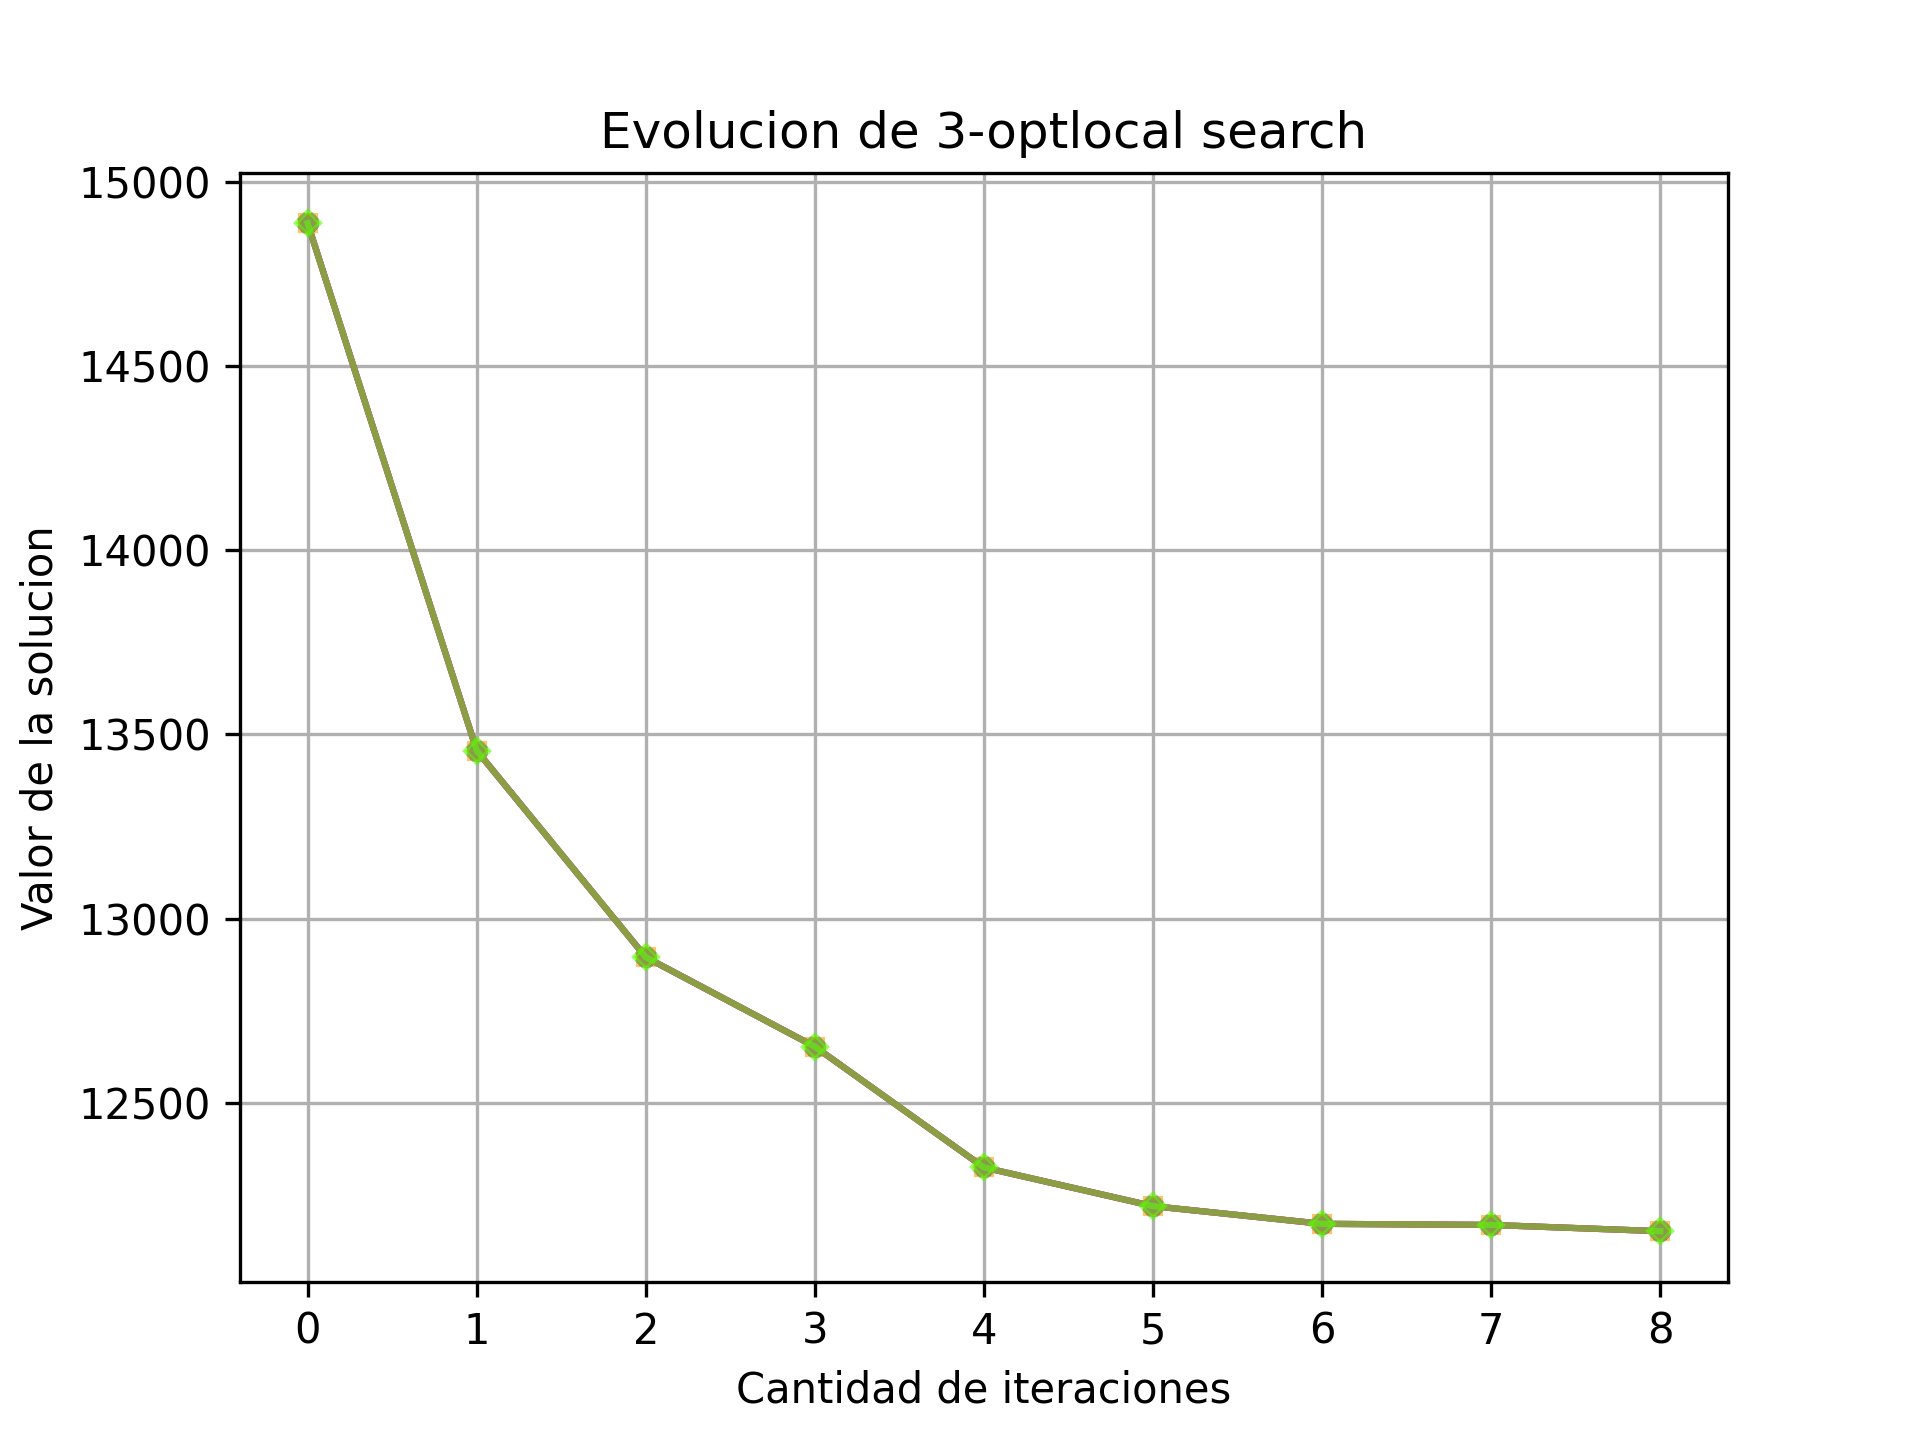 Evolucion de 3-optlocal search
15000
14500
14000
13500
13000
12500
Valor de la solucion
0 1 2 3 4 5 6 7 8
Cantidad de iteraciones